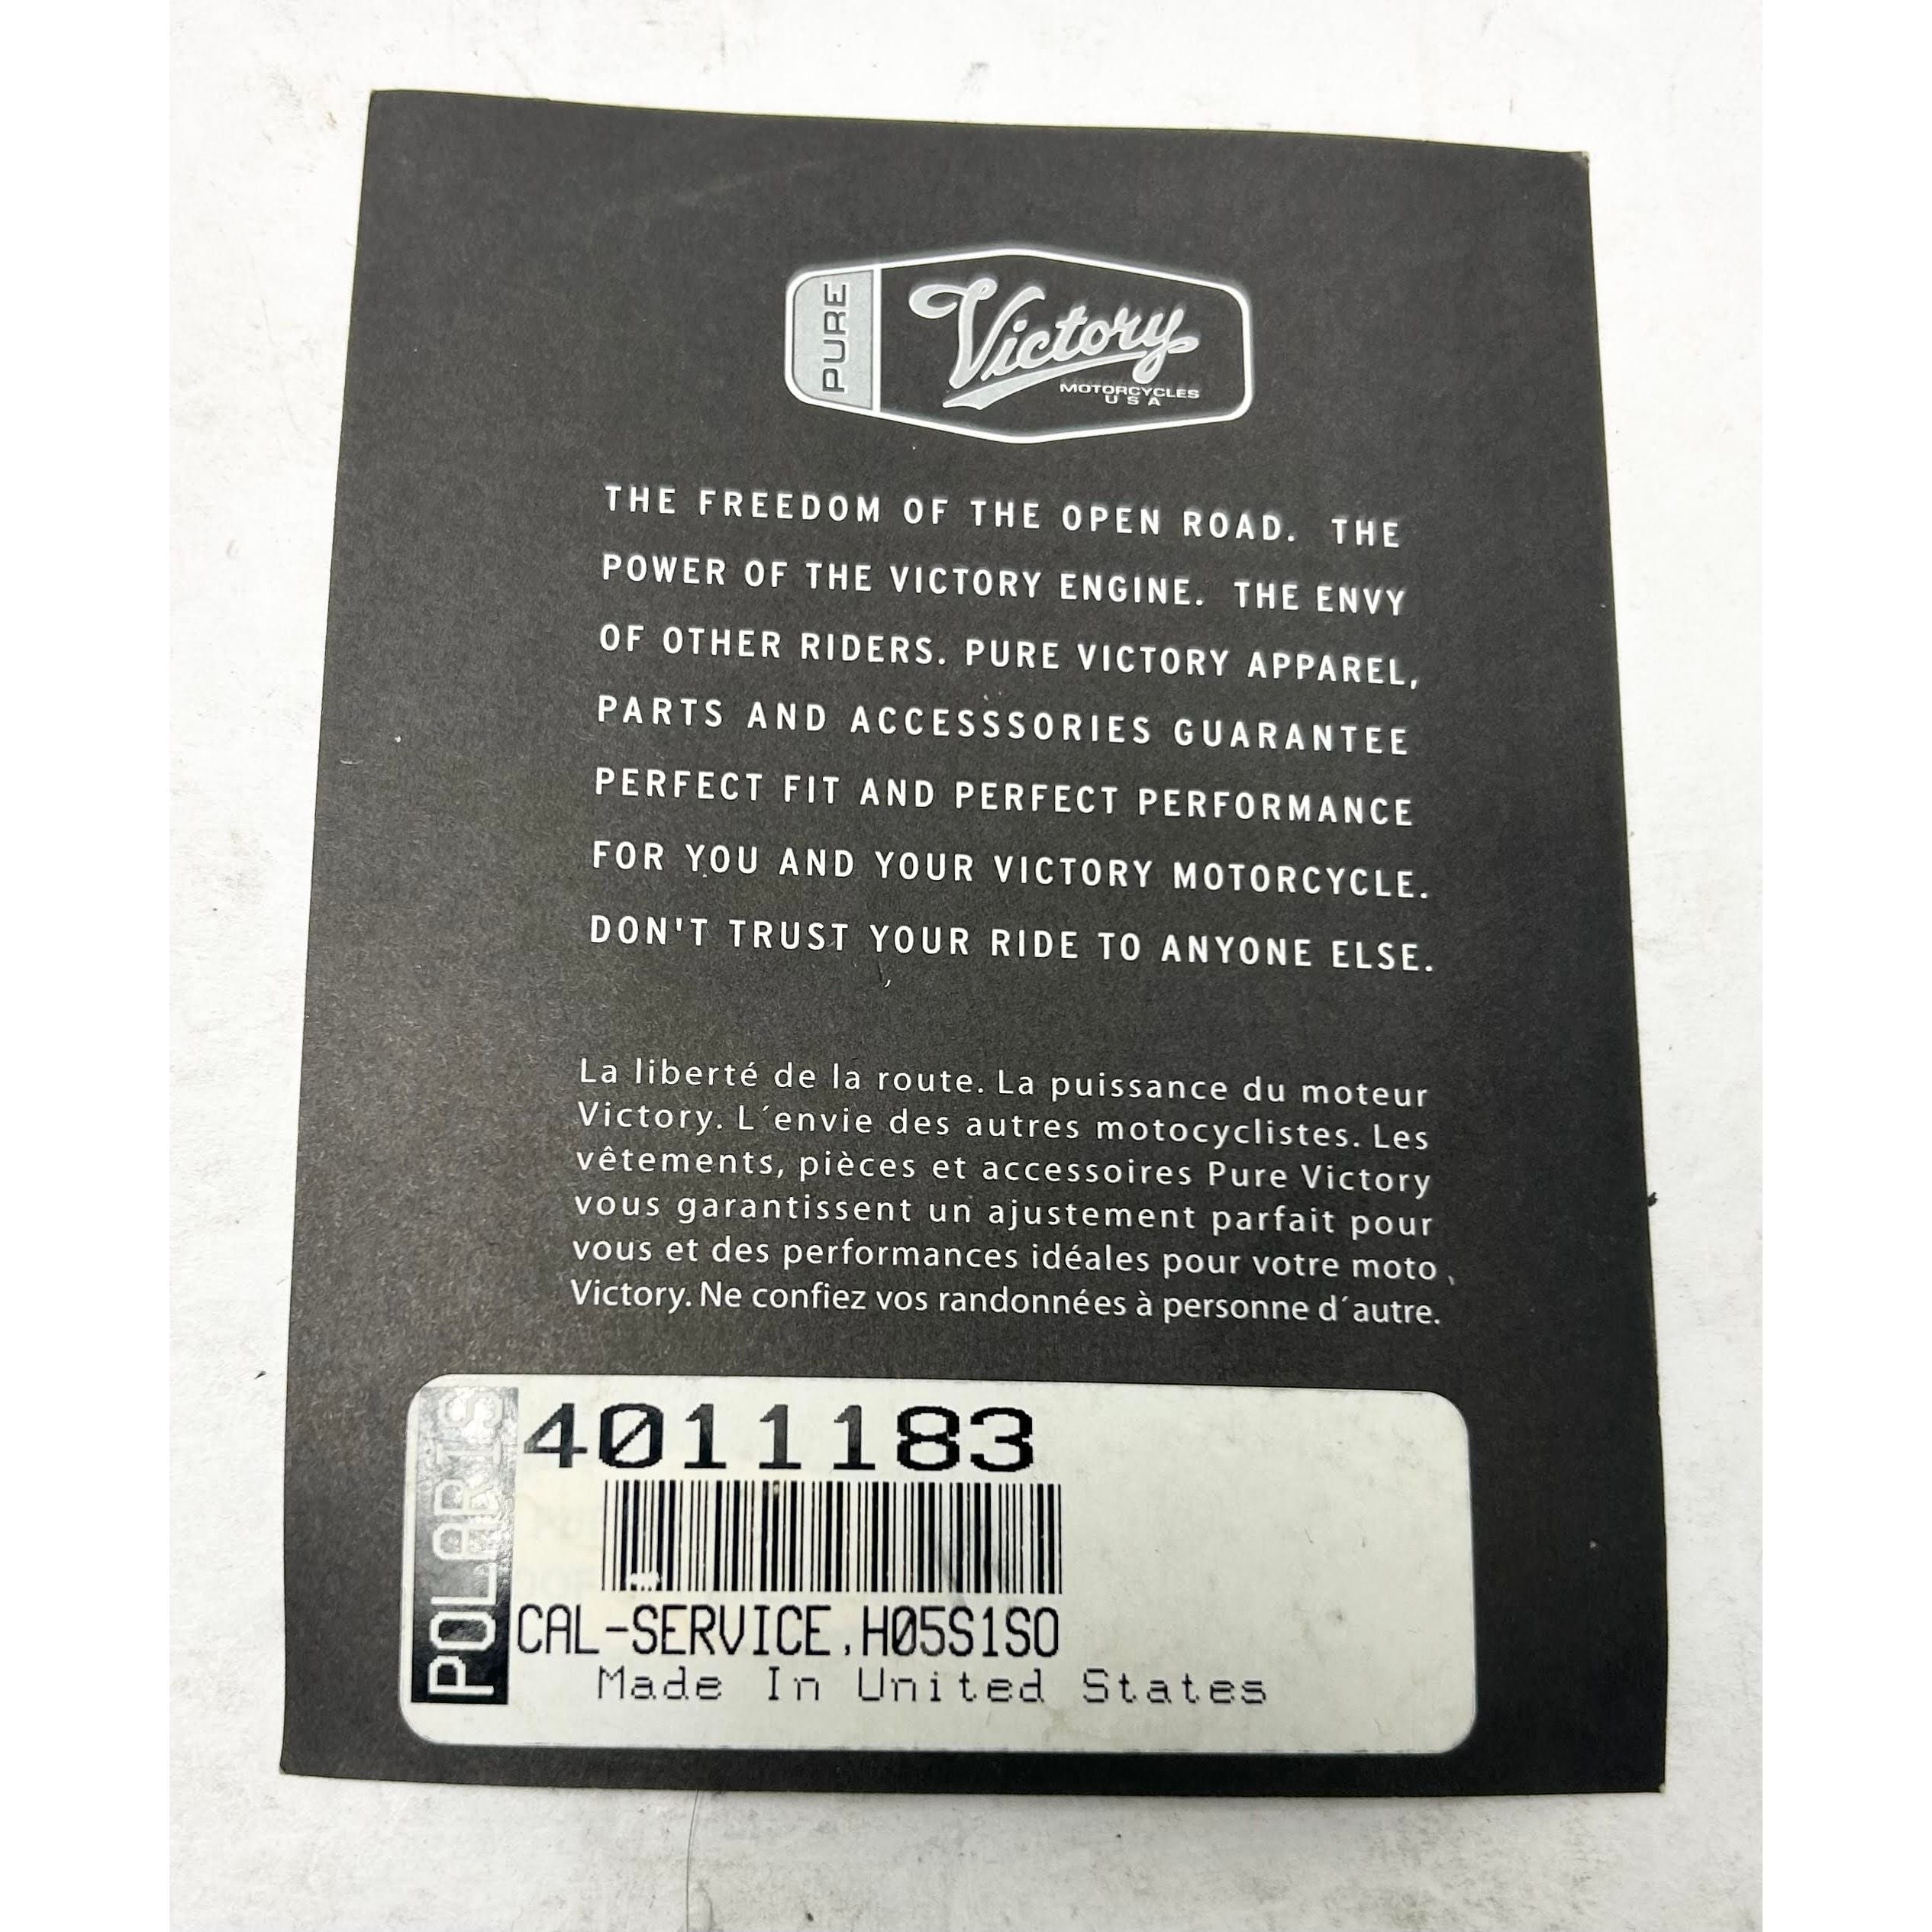 PURE
Victory
MOTORCYCLES
USA
THE FREEDOM OF THE OPEN ROAD. THE
POWER OF THE VICTORY ENGINE. THE ENVY
OF OTHER RIDERS. PURE VICTORY APPAREL,
PARTS AND ACCESSSORIES GUARANTEE
PERFECT FIT AND PERFECT PERFORMANCE
FOR YOU AND YOUR VICTORY MOTORCYCLE.
DON'T TRUST YOUR RIDE TO ANYONE ELSE.
La liberté de la route. La puissance du moteur
Victory. L´envie des autres motocyclistes. Les
vêtements, pièces et accessoires Pure Victory
vous garantissent un ajustement parfait pour
vous et des performances idéales pour votre moto
Victory. Ne confiez vos randonnées à personne d´autre.
POLARIS
4011183
CAL-SERVICE,H05S1SO
Made In United States